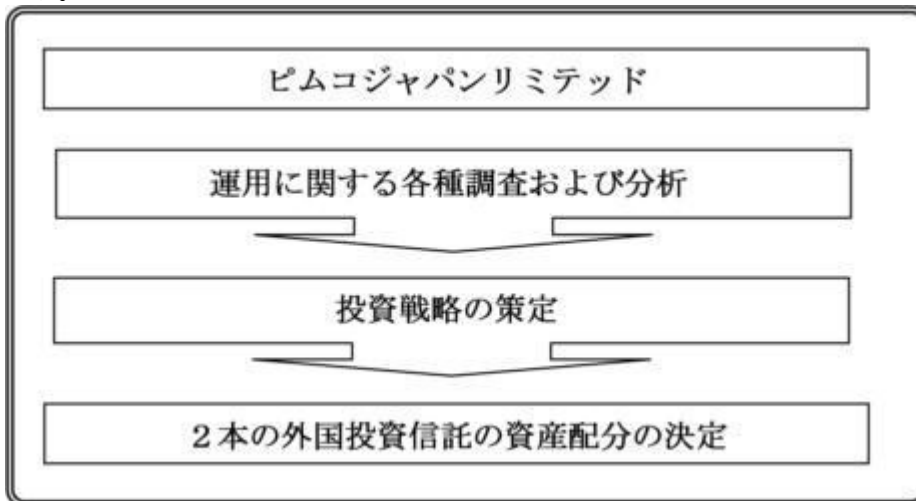 ピムコジャパンリミテッド
運用に関する各種調査および分析
投資戦略の策定
２本の外国投資信託の資産配分の決定